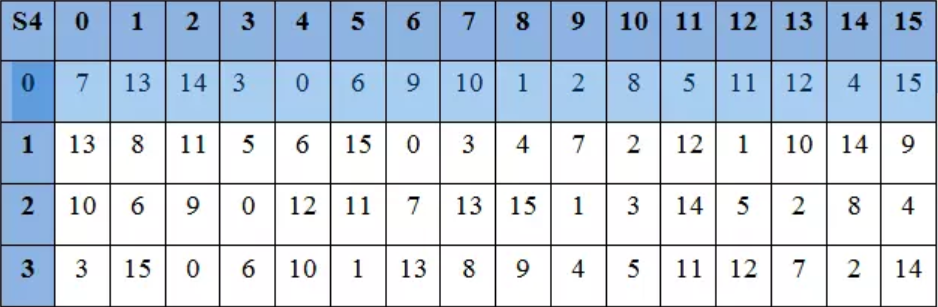 S4 0 1 2 3 4 5 6 7 8 9 10 11 12 13 14 15
0 7 13 14 3 0 6 9 10 1 2 8 5 11 12 4 15
1 13 8 11 5 6 15 0 3 4 7 2 12 1 10 14 9
2 10 6 9 0 12 11 7 13 15 1 3 14 5 2 8 4
3 3 15 0 6 10 1 13 8 9 4 5 11 12 7 2 14